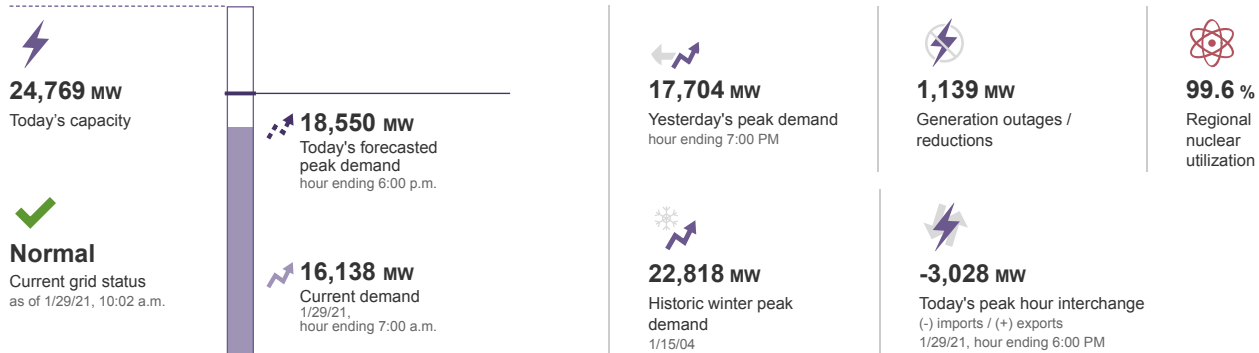 24,769 MW
Today's capacity
Normal
Current grid status
as of 1/29/21, 10:02 a.m.
18,550 MW
Today's forecasted
peak demand
hour ending 6:00 p.m.
16,138 MW
Current demand
1/29/21,
hour ending 7:00 a.m.
17,704 MW
Yesterday's peak demand
hour ending 7:00 PM
1,139 MW
Generation outages /
reductions
99.6 %
Regional
nuclear
utilization
22,818 MW
Historic winter peak
demand
1/15/04
-3,028 MW
Today's peak hour interchange
(-) imports / (+) exports
1/29/21, hour ending 6:00 PM